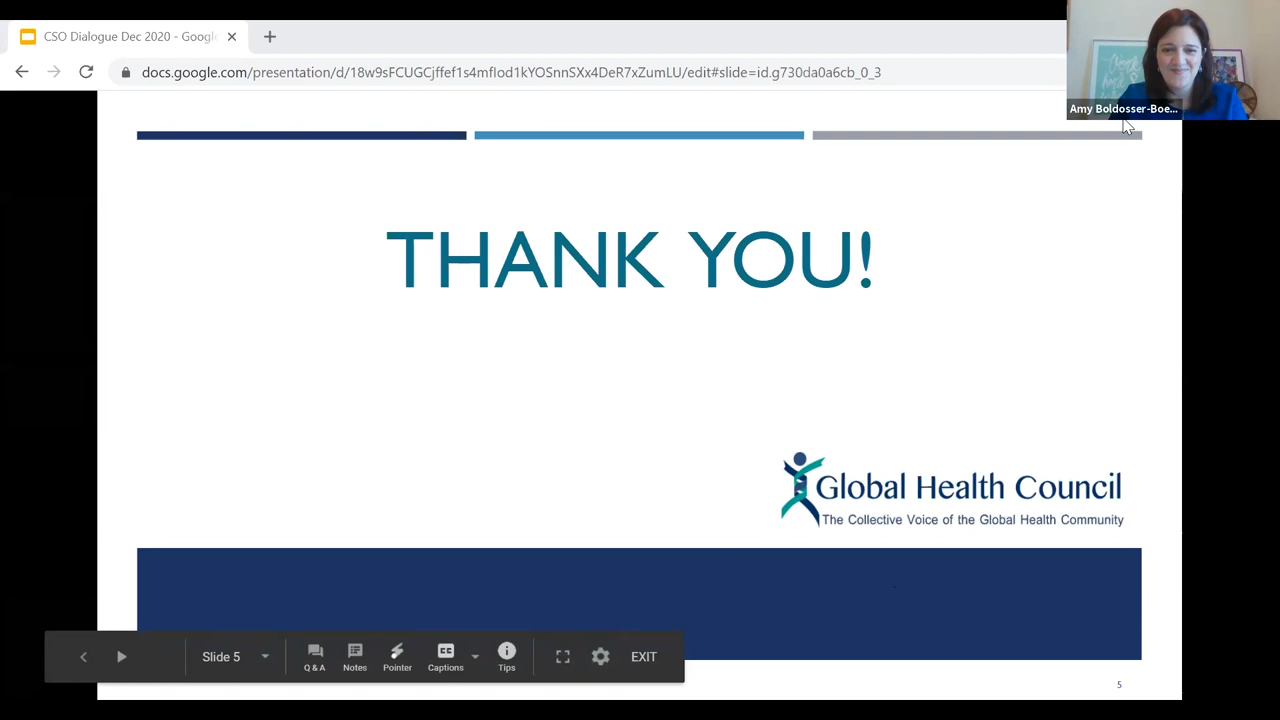 CSO Dialogue Dec 2020 - Googl
docs.google.com/presentation/d/18w9sFCUGCjffef1s4mflod1kYOSnnSXx4DeR7xZumLU/edit#slide=id.g730da0a6cb_0_3
Amy Boldosser-Boe...
THANK YOU!
Global Health Council
The Collective Voice of the Global Health Community
Slide 5
Q & A
Notes
Pointer
CC
Captions
Tips
EXIT
5